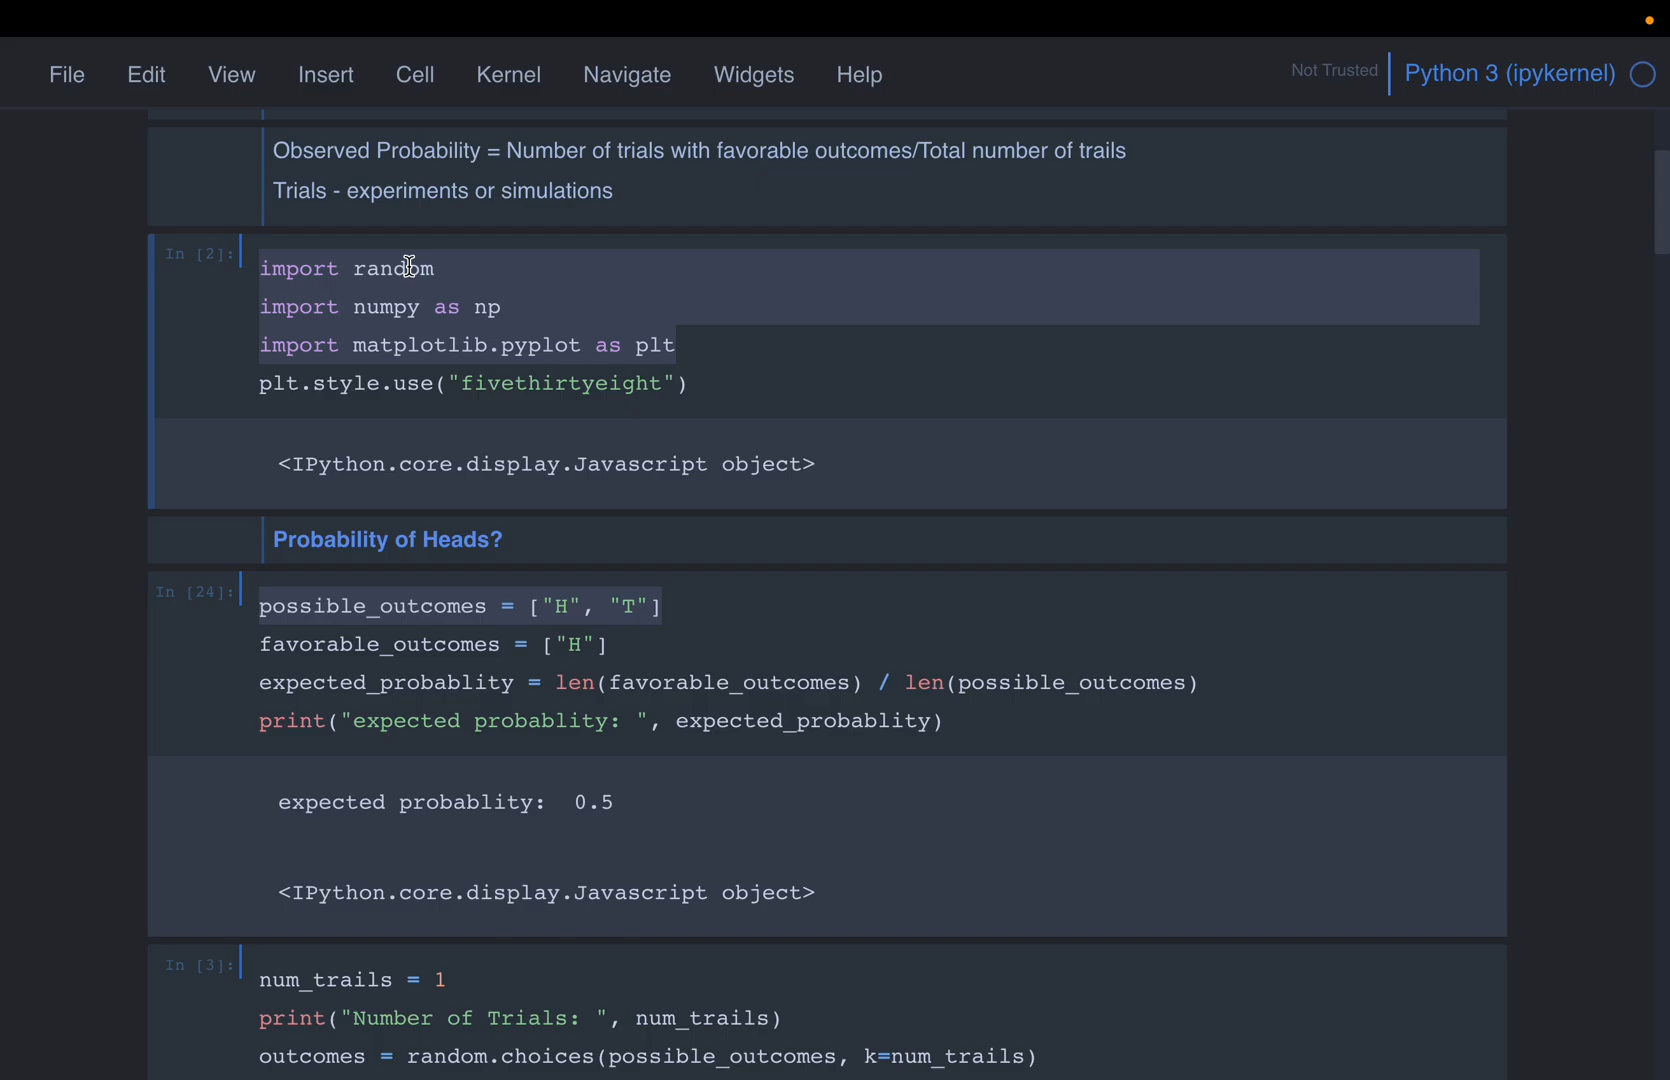 File Edit View Insert Cell Kernel Navigate Widgets Help Not Trusted Python 3 (ipykernel)
Observed Probability = Number of trials with favorable outcomes/Total number of trails
Trials - experiments or simulations
In [2]:
import random
import numpy as np
import matplotlib.pyplot as plt
plt.style.use("fivethirtyeight")
<IPython.core.display.Javascript object>
Probability of Heads?
In [24]:
possible_outcomes = ["H", "T"]
favorable_outcomes = ["H"]
expected_probablity = len(favorable_outcomes) / len(possible_outcomes)
print("expected probablity: ", expected_probablity)
expected probablity:  0.5
<IPython.core.display.Javascript object>
In [3]:
num_trails = 1
print("Number of Trials: ", num_trails)
outcomes = random.choices(possible_outcomes, k=num_trails)